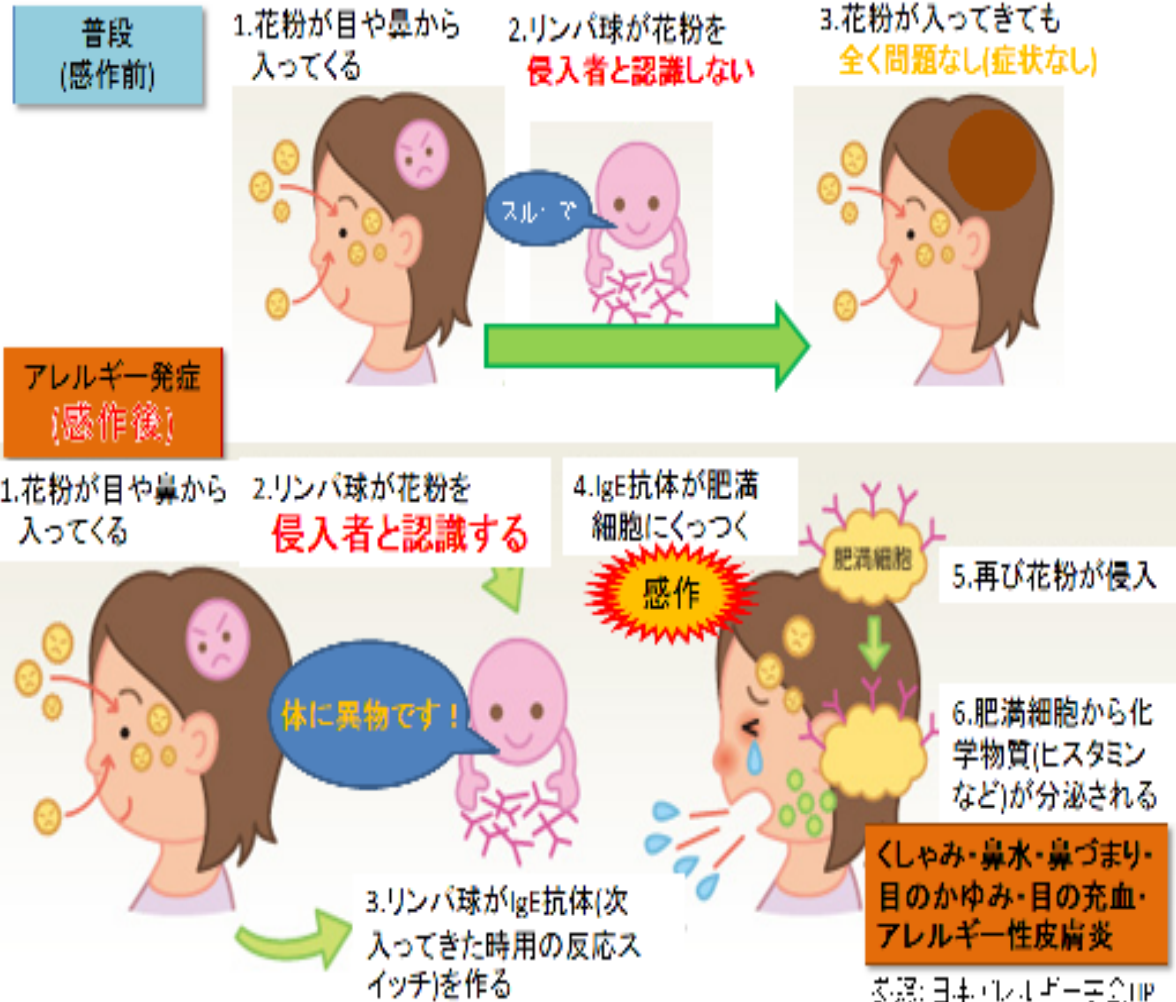 普段
(感作前)
1.花粉が目や鼻から
入ってくる
2.リンパ球が花粉を
侵入者と認識しない
3.花粉が入ってきても
全く問題なし(症状なし)
スルーで
アレルギー発症
(感作後)
1.花粉が目や鼻から
入ってくる
2.リンパ球が花粉を
侵入者と認識する
体に異物です！
3.リンパ球がIgE抗体(次
入ってきた時用の反応ス
イッチ)を作る
4.IgE抗体が肥満
細胞にくっつく
感作
肥満細胞
5.再び花粉が侵入
6.肥満細胞から化
学物質(ヒスタミン
など)が分泌される
くしゃみ・鼻水・鼻づまり・
目のかゆみ・目の充血・
アレルギー性皮膚炎